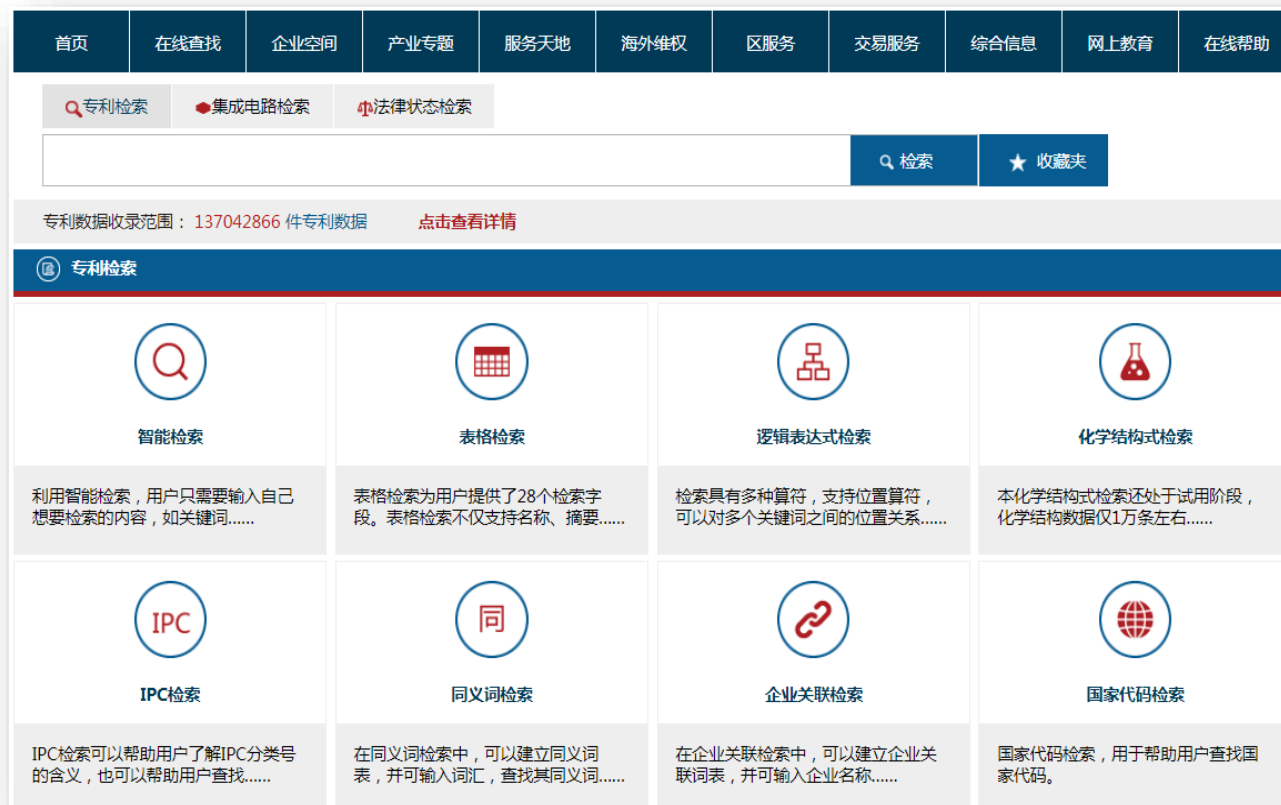 首页 在线查找 企业空间 产业专题 服务天地 海外维权 区服务 交易服务 综合信息 网上教育 在线帮助
专利检索 集成电路检索 法律状态检索
检索 收藏夹
专利数据收录范围： 137042866 件专利数据 点击查看详情
专利检索
智能检索 表格检索 逻辑表达式检索 化学结构式检索
利用智能检索，用户只需要输入自己
想要检索的内容，如关键词......
表格检索为用户提供了28个检索字
段。表格检索不仅支持名称、摘要......
检索具有多种算符，支持位置算符，
可以对多个关键词之间的位置关系......
本化学结构式检索还处于试用阶段，
化学结构数据仅1万条左右......
IPC 同
IPC检索 同义词检索 企业关联检索 国家代码检索
IPC检索可以帮助用户了解IPC分类号
的含义，也可以帮助用户查找......
在同义词检索中，可以建立同义词
表，并可输入词汇，查找其同义词......
在企业关联检索中，可以建立企业关
联词表，并可输入企业名称......
国家代码检索，用于帮助用户查找国
家代码。